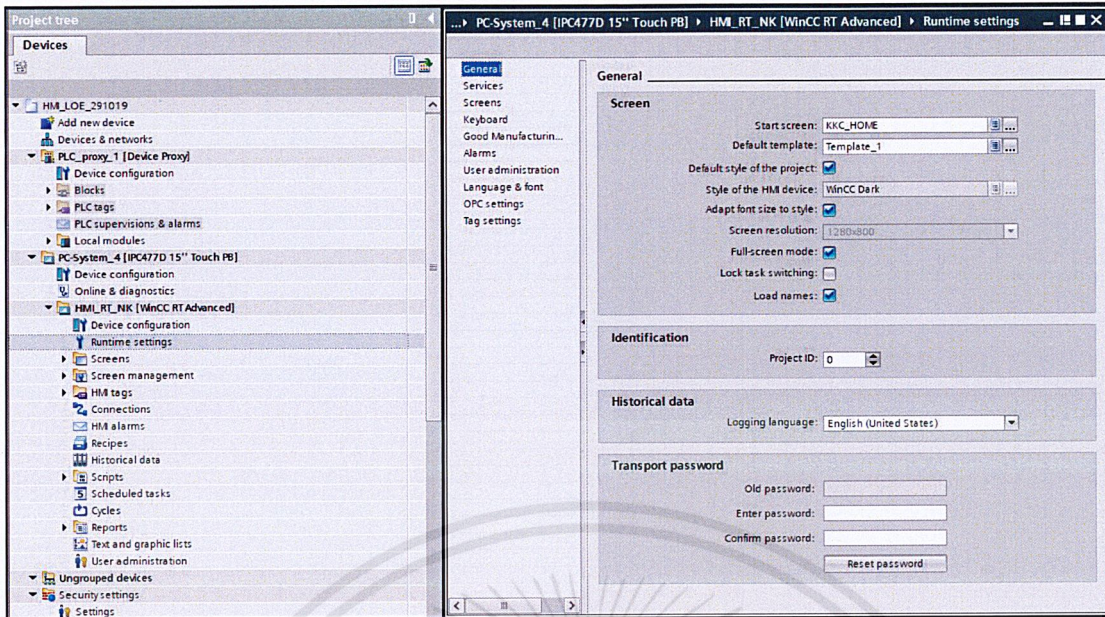 Project tree
Devices
HMI_LOE_291019
Add new device
Devices & networks
PLC_proxy_1 [Device Proxy]
Device configuration
Blocks
PLC tags
PLC supervisions & alarms
Local modules
PC-System_4 [IPC477D 15'' Touch PB]
Device configuration
Online & diagnostics
HMI_RT_NK [WinCC RT Advanced]
Device configuration
Runtime settings
Screens
Screen management
HMI tags
Connections
HMI alarms
Recipes
Historical data
Scripts
Scheduled tasks
Cycles
Reports
Text and graphic lists
User administration
Ungrouped devices
Security settings
Settings
... PC-System_4 [IPC477D 15'' Touch PB] HMI_RT_NK [WinCC RT Advanced] Runtime settings
General
Services
Screens
Keyboard
Good Manufacturin...
Alarms
User administration
Language & font
OPC settings
Tag settings
General
Screen
Start screen: KKC_HOME ...
Default template: Template_1 ...
Default style of the project:
Style of the HMI device: WinCC Dark ...
Adapt font size to style:
Screen resolution: 1280x800
Full-screen mode:
Lock task switching:
Load names:
Identification
Project ID: 0
Historical data
Logging language: English (United States)
Transport password
Old password:
Enter password:
Confirm password:
Reset password